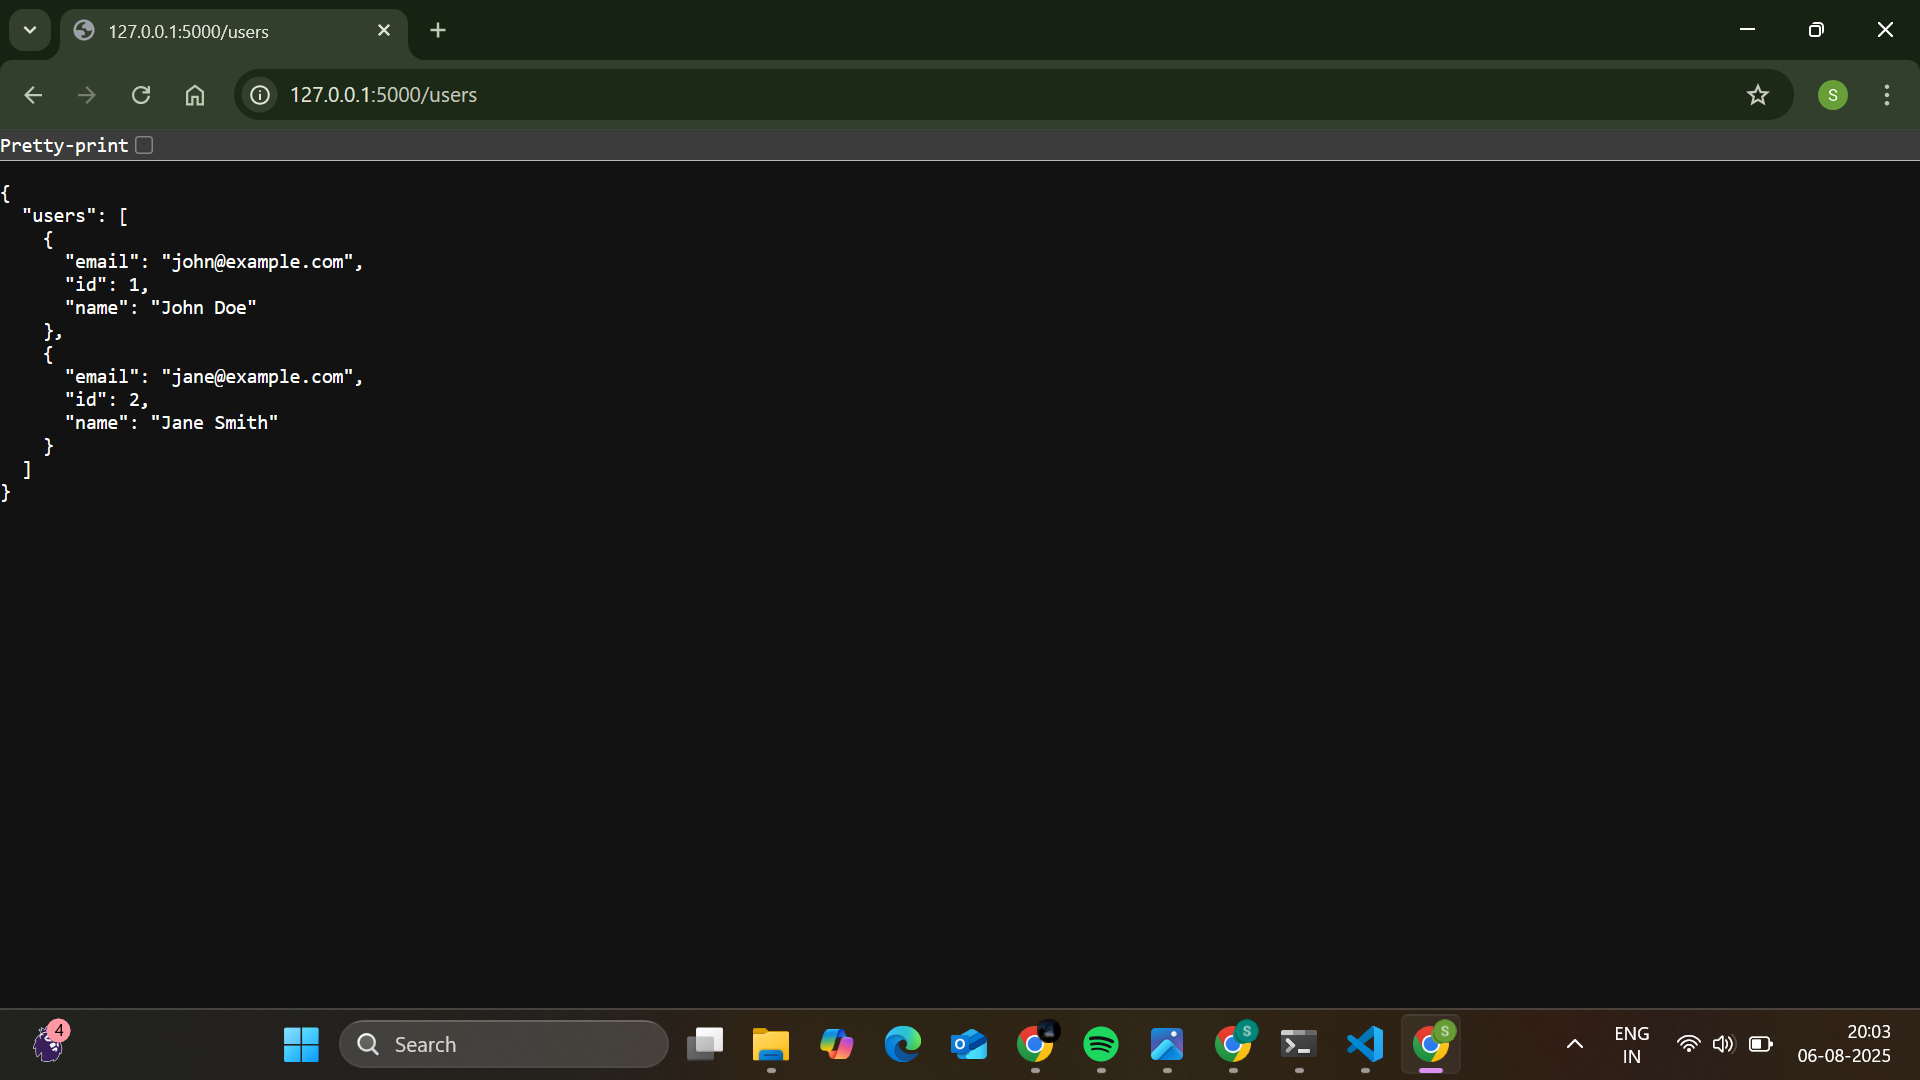 127.0.0.1:5000/users
127.0.0.1:5000/users
S
Pretty-print
{
  "users": [
    {
      "email": "john@example.com",
      "id": 1,
      "name": "John Doe"
    },
    {
      "email": "jane@example.com",
      "id": 2,
      "name": "Jane Smith"
    }
  ]
}
4
Search
S
S
ENG
IN
20:03
06-08-2025